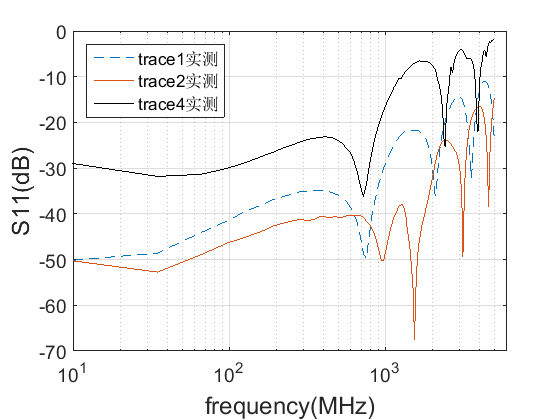 0
-10
-20
-30
-40
-50
-60
-70
S11(dB)
trace1实测
trace2实测
trace4实测
10^1
10^2
10^3
frequency(MHz)